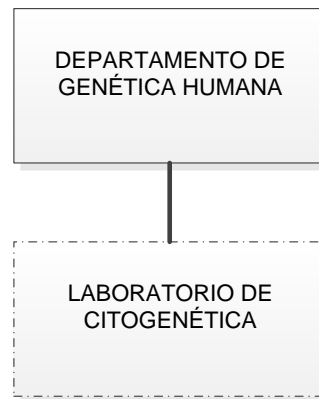 DEPARTAMENTO DE
GENÉTICA HUMANA
LABORATORIO DE
CITOGENÉTICA